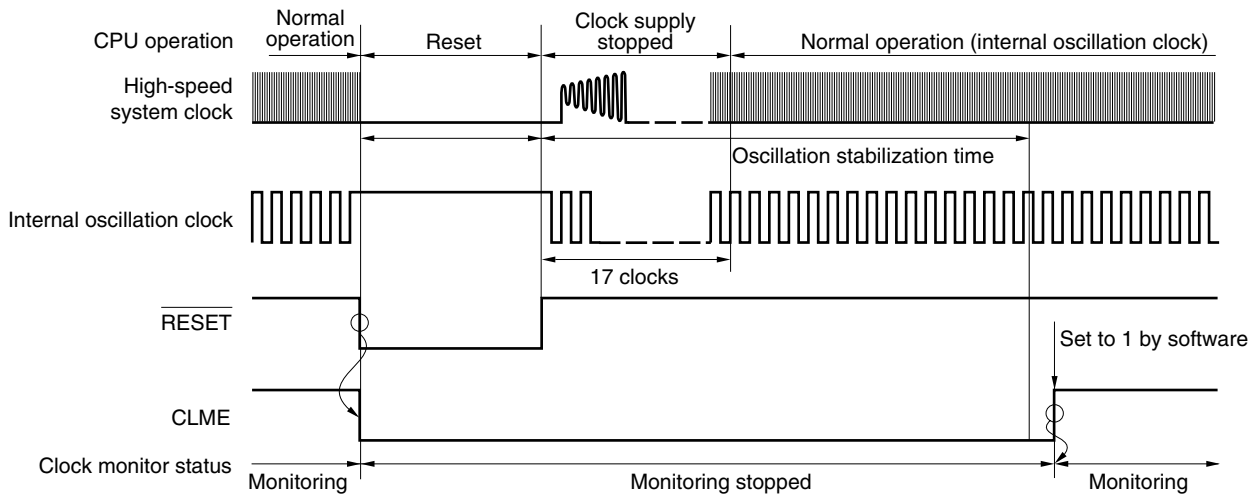 CPU operation
Normal
operation
Reset
Clock supply
stopped
Normal operation (internal oscillation clock)
High-speed
system clock
Oscillation stabilization time
Internal oscillation clock
17 clocks
RESET
Set to 1 by software
CLME
Clock monitor status
Monitoring
Monitoring stopped
Monitoring